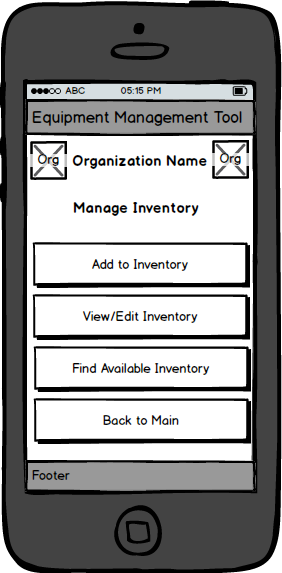 ABC 05:15 PM
Equipment Management Tool
Org Organization Name Org
Manage Inventory
Add to Inventory
View/Edit Inventory
Find Available Inventory
Back to Main
Footer